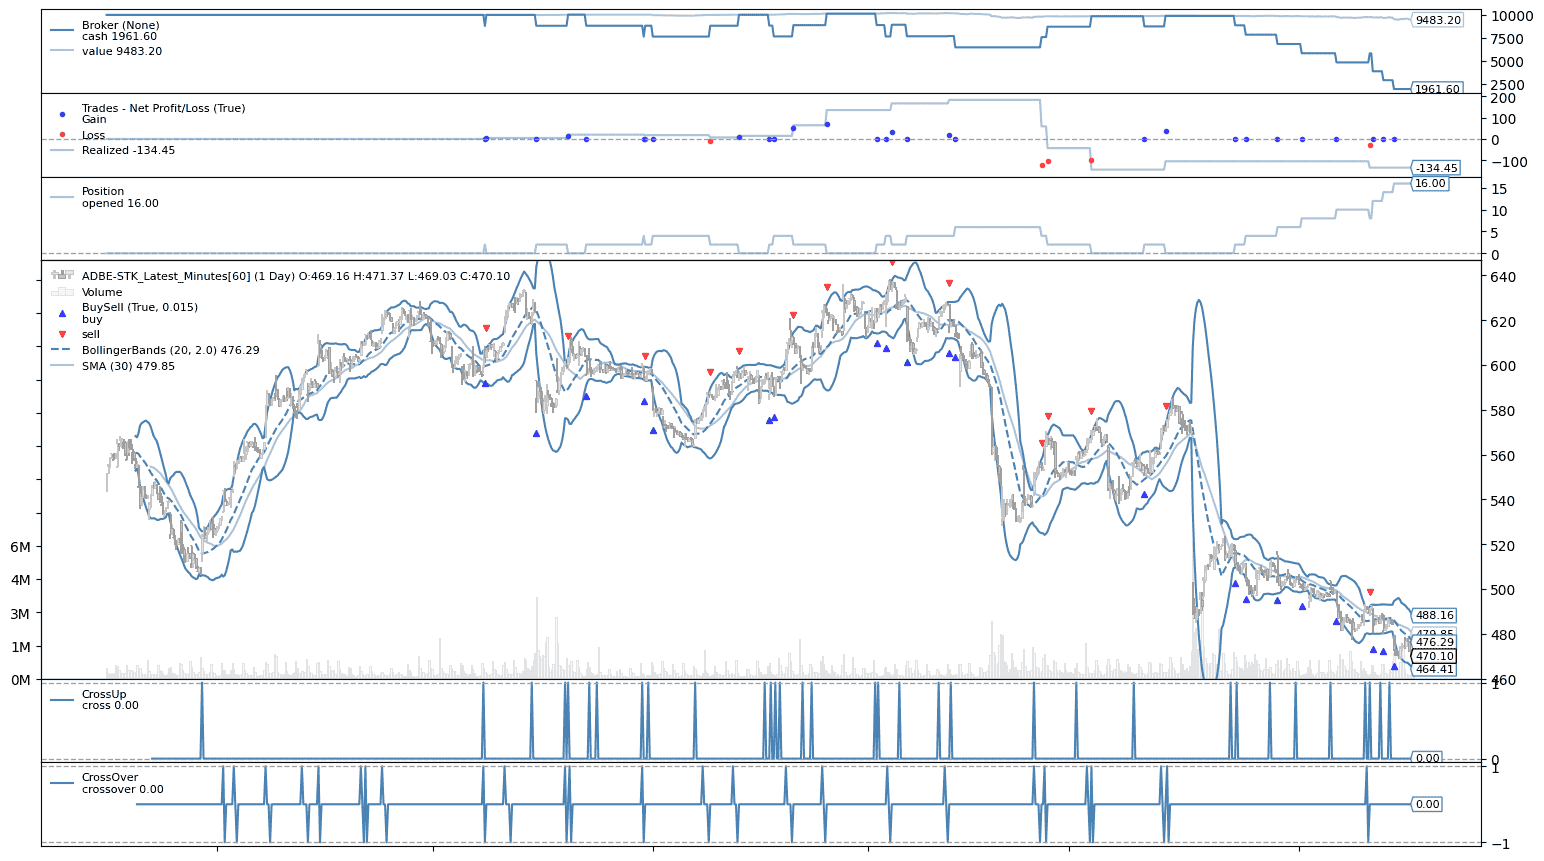 Broker (None)
cash 1961.60
value 9483.20
10000
7500
5000
2500
9483.20
1961.60
Trades - Net Profit/Loss (True)
Gain
Loss
Realized -134.45
200
100
0
−100
-134.45
Position
opened 16.00
15
10
5
0
16.00
ADBE-STK_Latest_Minutes[60] (1 Day) O:469.16 H:471.37 L:469.03 C:470.10
Volume
BuySell (True, 0.015)
buy
sell
BollingerBands (20, 2.0) 476.29
SMA (30) 479.85
640
620
600
580
560
540
520
500
480
460
6M
4M
3M
1M
0M
488.16
479.85
476.29
470.10
464.41
CrossUp
cross 0.00
1
0
0.00
CrossOver
crossover 0.00
1
−1
0.00